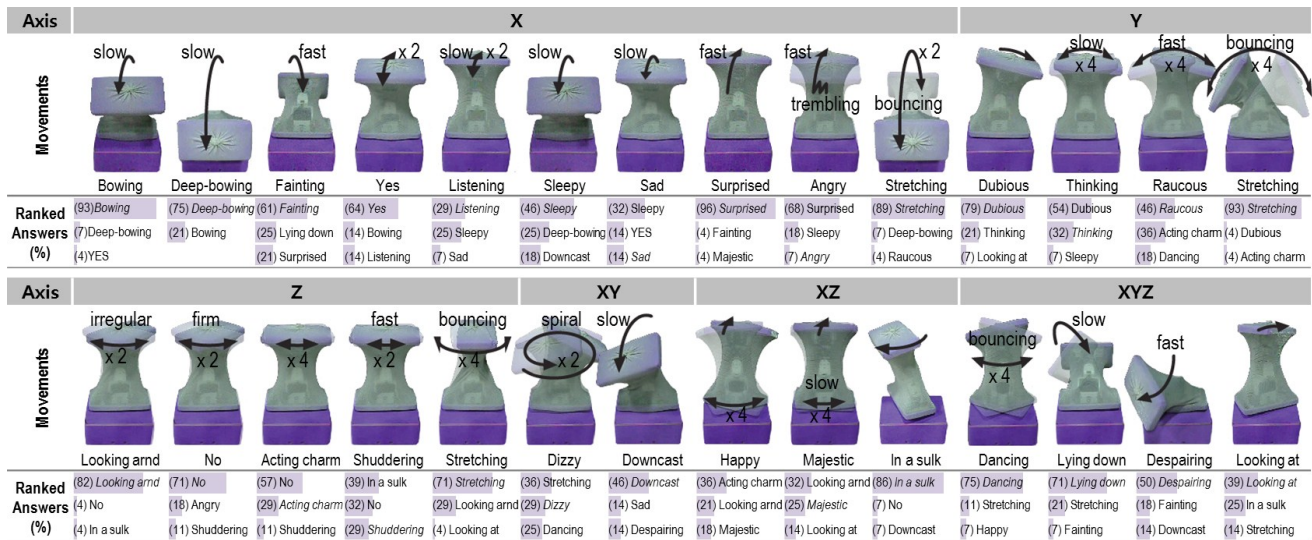 Axis X Y
slow slow fast x 2 slow x 2 slow slow fast fast x 2 slow fast bouncing
x 4 x 4 x 4
trembling bouncing
Movements
Bowing Deep-bowing Fainting Yes Listening Sleepy Sad Surprised Angry Stretching Dubious Thinking Raucous Stretching
Ranked Answers (%)
(93)Bowing (75) Deep-bowing (61) Fainting (64) Yes (29) Listening (46) Sleepy (32) Sleepy (96) Surprised (68) Surprised (89) Stretching (79) Dubious (54) Dubious (46) Raucous (93) Stretching
(7)Deep-bowing (21) Bowing (25) Lying down (14) Bowing (25) Sleepy (25) Deep-bowing (14) YES (4) Fainting (18) Sleepy (7) Deep-bowing (21) Thinking (32) Thinking (36) Acting charm (4) Dubious
(4)YES (21) Surprised (14) Listening (7) Sad (18) Downcast (14) Sad (4) Majestic (7) Angry (4) Raucous (7) Looking at (7) Sleepy (18) Dancing (4) Acting charm
Axis Z XY XZ XYZ
irregular firm fast bouncing spiral slow slow
bouncing fast
x 2 x 2 x 4 x 2 x 4 x 2 x 4
slow
x 4 x 4
Movements
Looking arnd No Acting charm Shuddering Stretching Dizzy Downcast Happy Majestic In a sulk Dancing Lying down Despairing Looking at
Ranked Answers (%)
(82) Looking arnd (71) No (57) No (39) In a sulk (71) Stretching (36) Stretching (46) Downcast (36) Acting charm (32) Looking arnd (86) In a sulk (75) Dancing (71) Lying down (50) Despairing (39) Looking at
(4) No (18) Angry (29) Acting charm (32) No (29) Looking arnd (29) Dizzy (14) Sad (21) Looking arnd (25) Majestic (7) No (11) Stretching (21) Stretching (18) Fainting (25) In a sulk
(4) In a sulk (11) Shuddering (11) Shuddering (29) Shuddering (4) Looking at (25) Dancing (14) Despairing (18) Majestic (14) Looking at (7) Downcast (7) Happy (7) Fainting (14) Downcast (14) Stretching